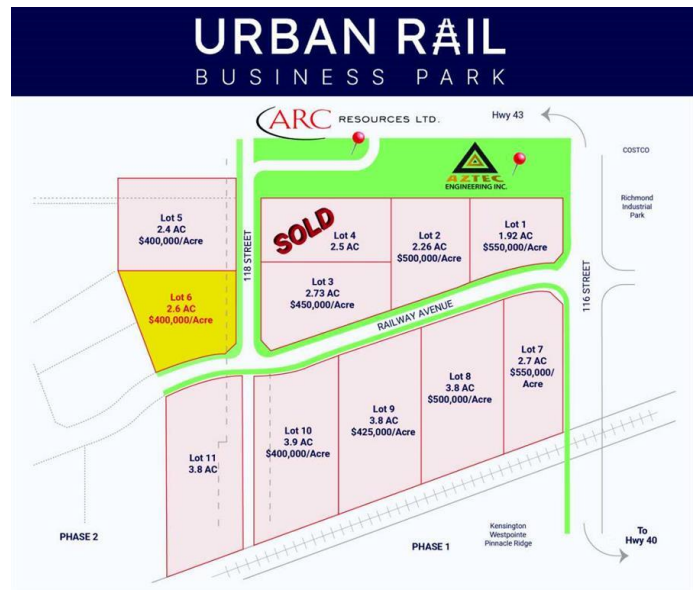 URBAN RAIL
BUSINESS PARK
ARC RESOURCES LTD.
Hwy 43
COSTCO
AZTEC
ENGINEERING INC.
Richmond
Industrial
Park
Lot 5
2.4 AC
$400,000/Acre
118 STREET
SOLD
Lot 4
2.5 AC
Lot 2
2.26 AC
$500,000/Acre
Lot 1
1.92 AC
$550,000/Acre
Lot 6
2.6 AC
$400,000/Acre
Lot 3
2.73 AC
$450,000/Acre
116 STREET
RAILWAY AVENUE
Lot 7
2.7 AC
$550,000/
Acre
Lot 8
3.8 AC
$500,000/Acre
Lot 9
3.8 AC
$425,000/Acre
Lot 10
3.9 AC
$400,000/Acre
Lot 11
3.8 AC
PHASE 2
PHASE 1
Kensington
Westpointe
Pinnacle Ridge
To
Hwy 40